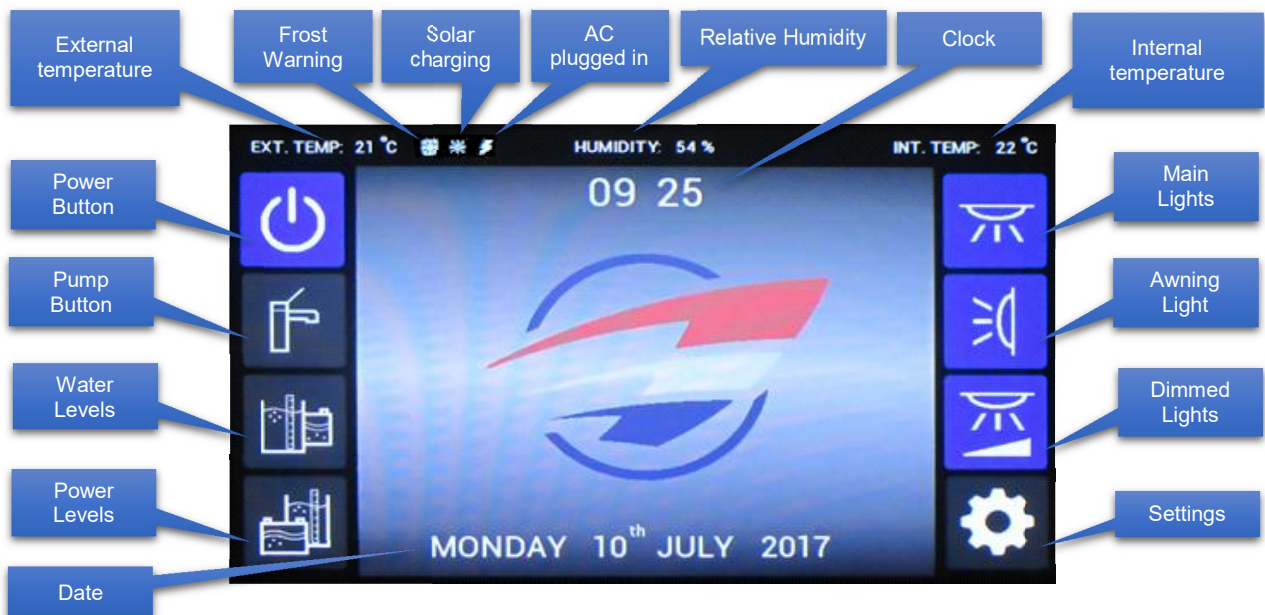 External
temperature
Frost
Warning
Solar
charging
AC
plugged in
Relative Humidity
Clock
Internal
temperature
EXT. TEMP: 21 °C
HUMIDITY: 54 %
INT. TEMP: 22 °C
09 25
Power
Button
Main
Lights
Pump
Button
Awning
Light
Water
Levels
Dimmed
Lights
Power
Levels
Settings
MONDAY 10th JULY 2017
Date